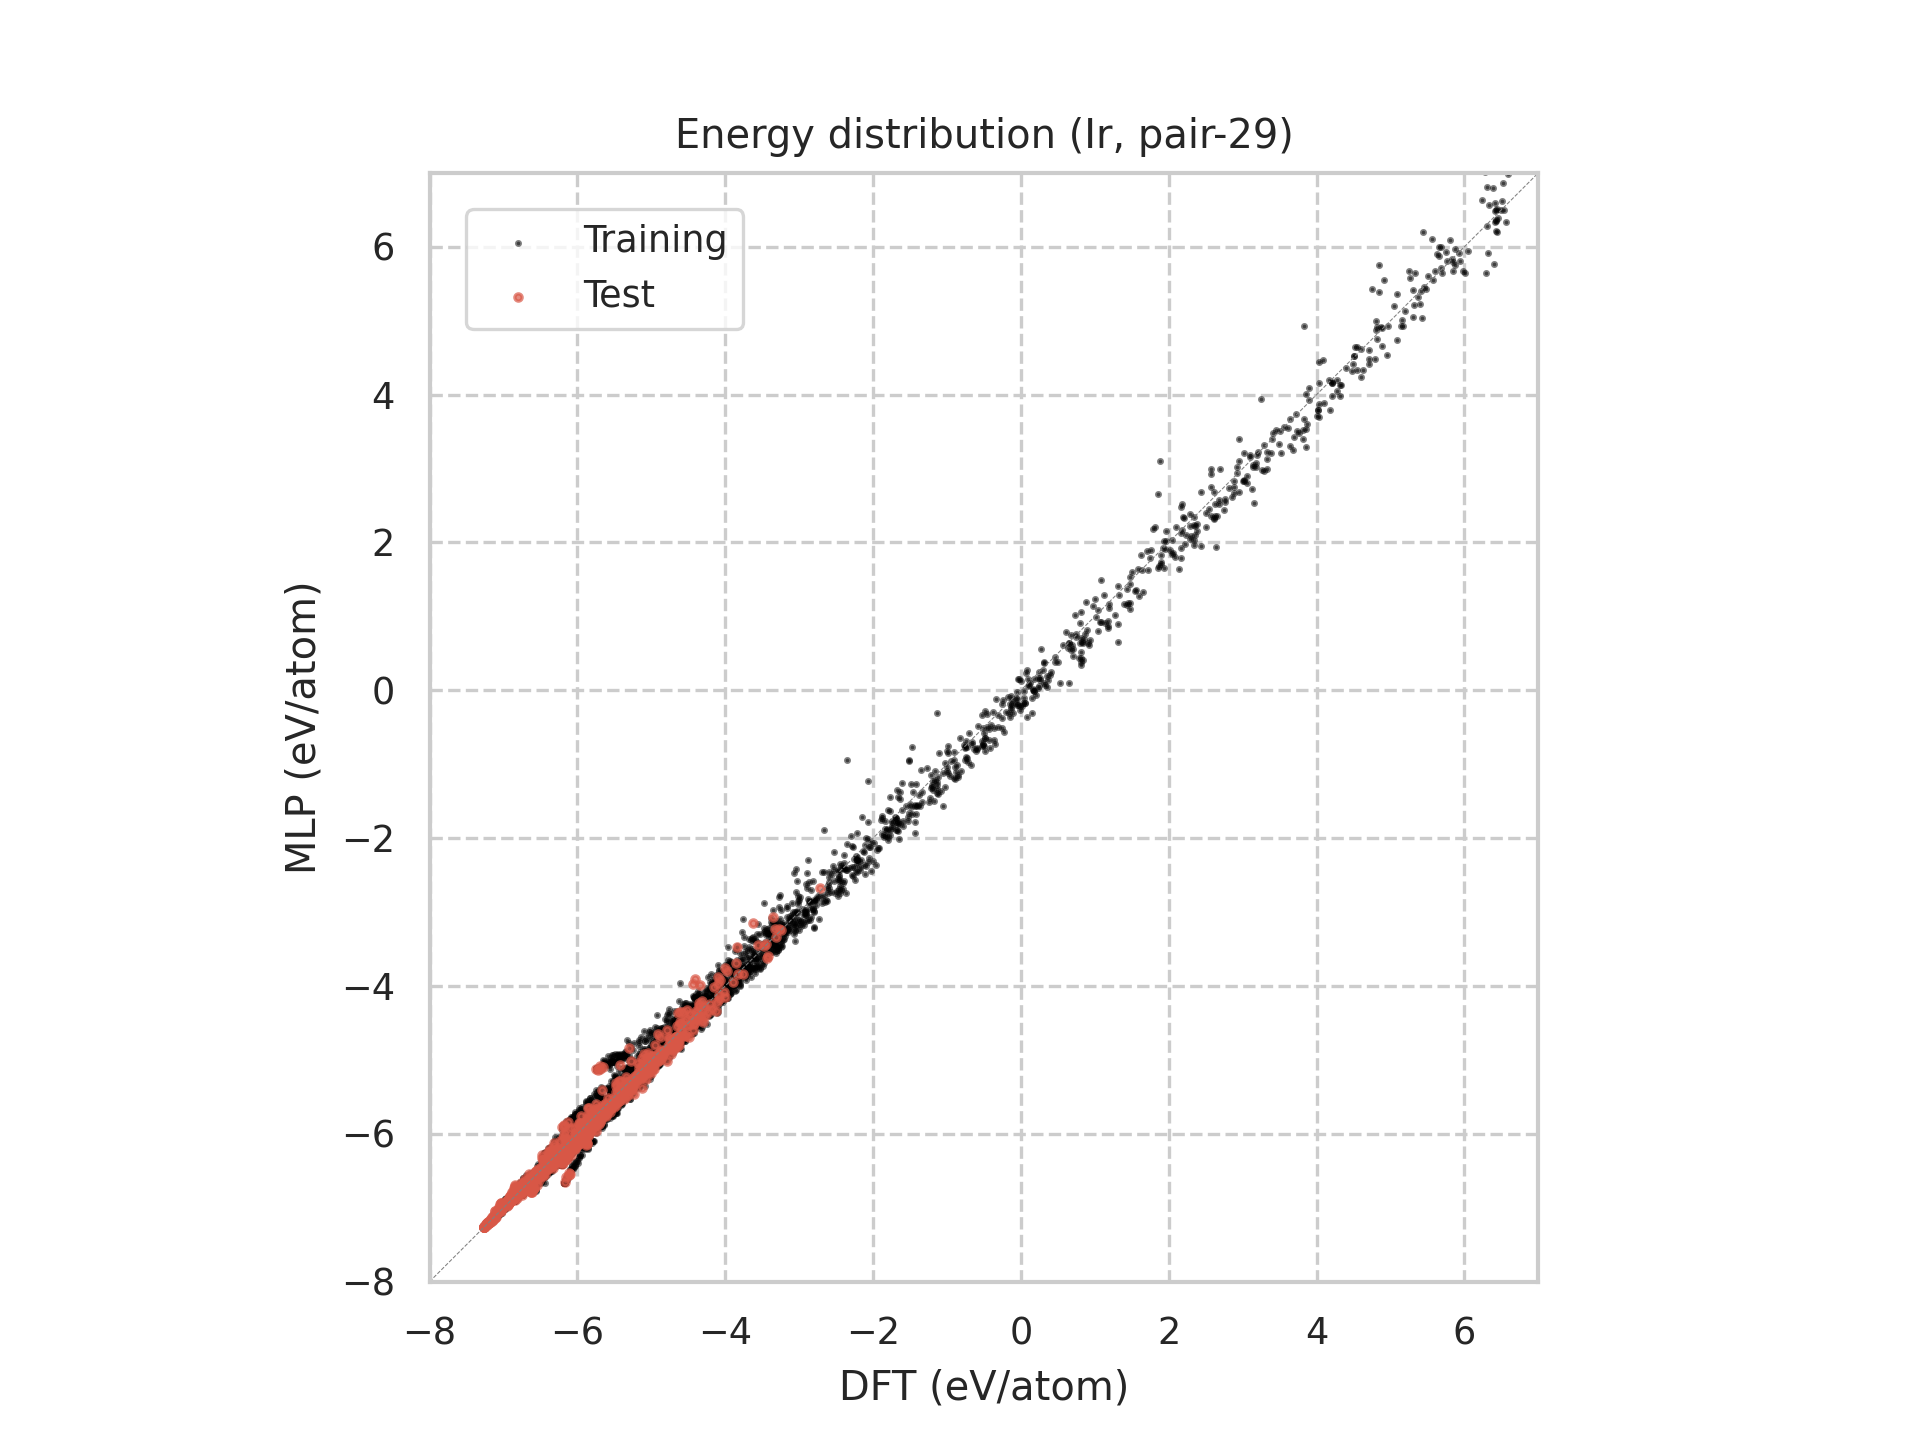 Energy distribution (Ir, pair-29)
Training
Test
6
4
2
0
−2
−4
−6
−8
MLP (eV/atom)
−8 −6 −4 −2 0 2 4 6
DFT (eV/atom)